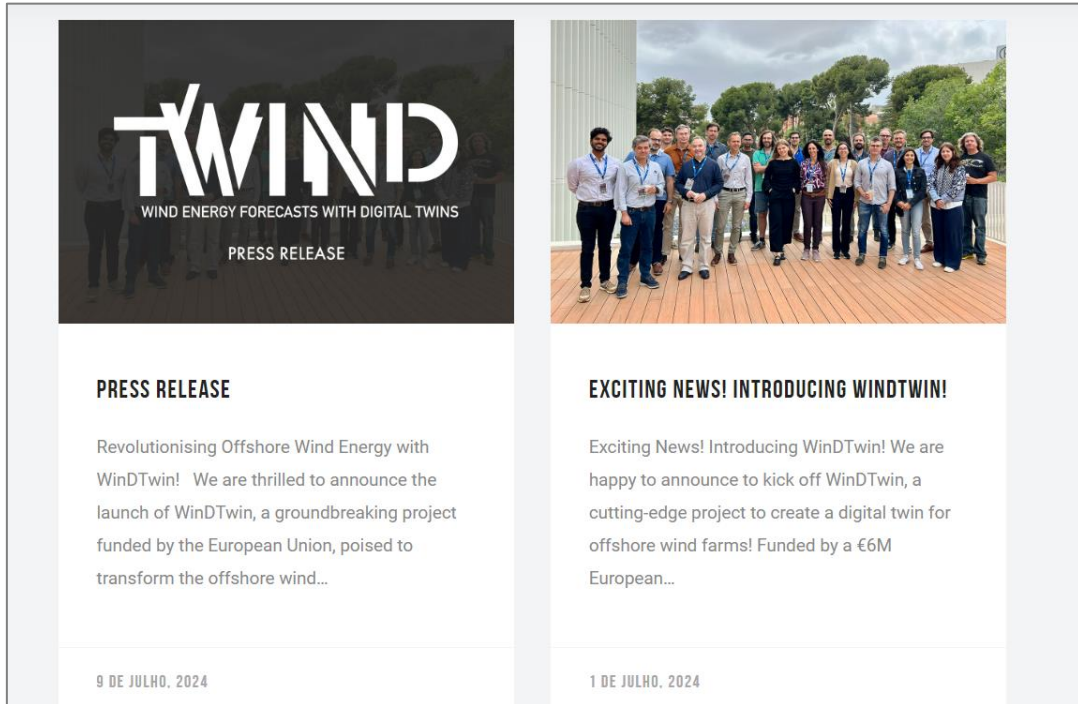 TWIND
WIND ENERGY FORECASTS WITH DIGITAL TWINS
PRESS RELEASE
PRESS RELEASE
Revolutionising Offshore Wind Energy with
WinDTwin!   We are thrilled to announce the
launch of WinDTwin, a groundbreaking project
funded by the European Union, poised to
transform the offshore wind…
9 DE JULHO, 2024
EXCITING NEWS! INTRODUCING WINDTWIN!
Exciting News! Introducing WinDTwin! We are
happy to announce to kick off WinDTwin, a
cutting-edge project to create a digital twin for
offshore wind farms! Funded by a €6M
European…
1 DE JULHO, 2024